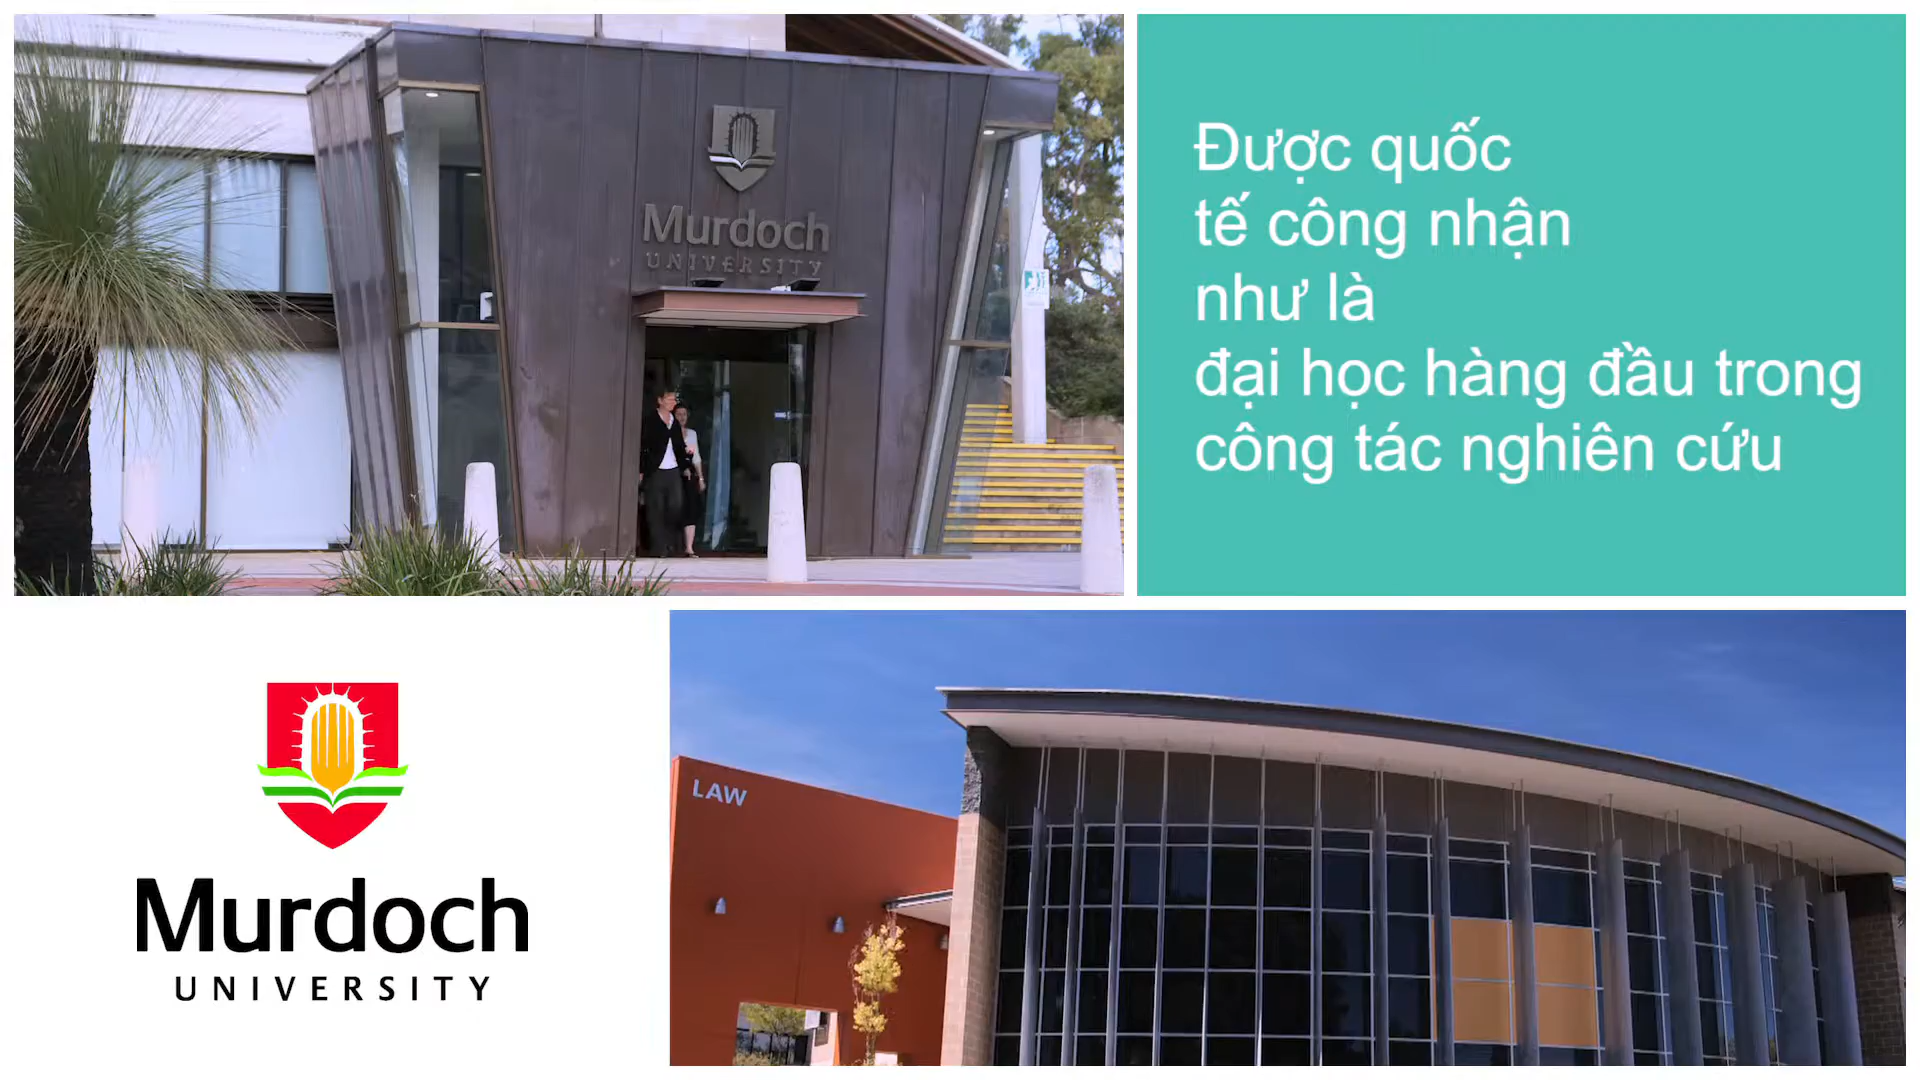 Murdoch
UNIVERSITY
Được quốc
tế công nhận
như là
đại học hàng đầu trong
công tác nghiên cứu
Murdoch
UNIVERSITY
LAW